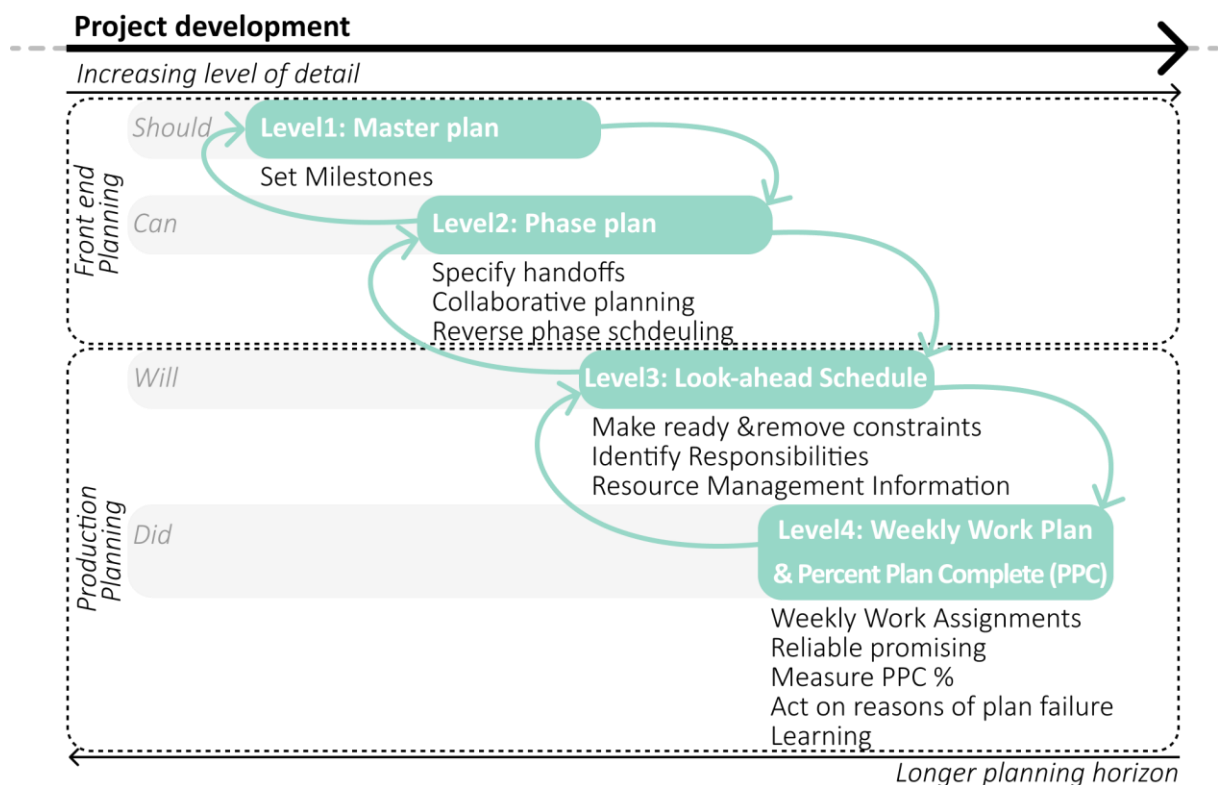 Project development
Increasing level of detail
Front end
Planning
Should
Level1: Master plan
Set Milestones
Can
Level2: Phase plan
Specify handoffs
Collaborative planning
Reverse phase schdeuling
Production
Planning
Will
Level3: Look-ahead Schedule
Make ready &remove constraints
Identify Responsibilities
Resource Management Information
Did
Level4: Weekly Work Plan
& Percent Plan Complete (PPC)
Weekly Work Assignments
Reliable promising
Measure PPC %
Act on reasons of plan failure
Learning
Longer planning horizon